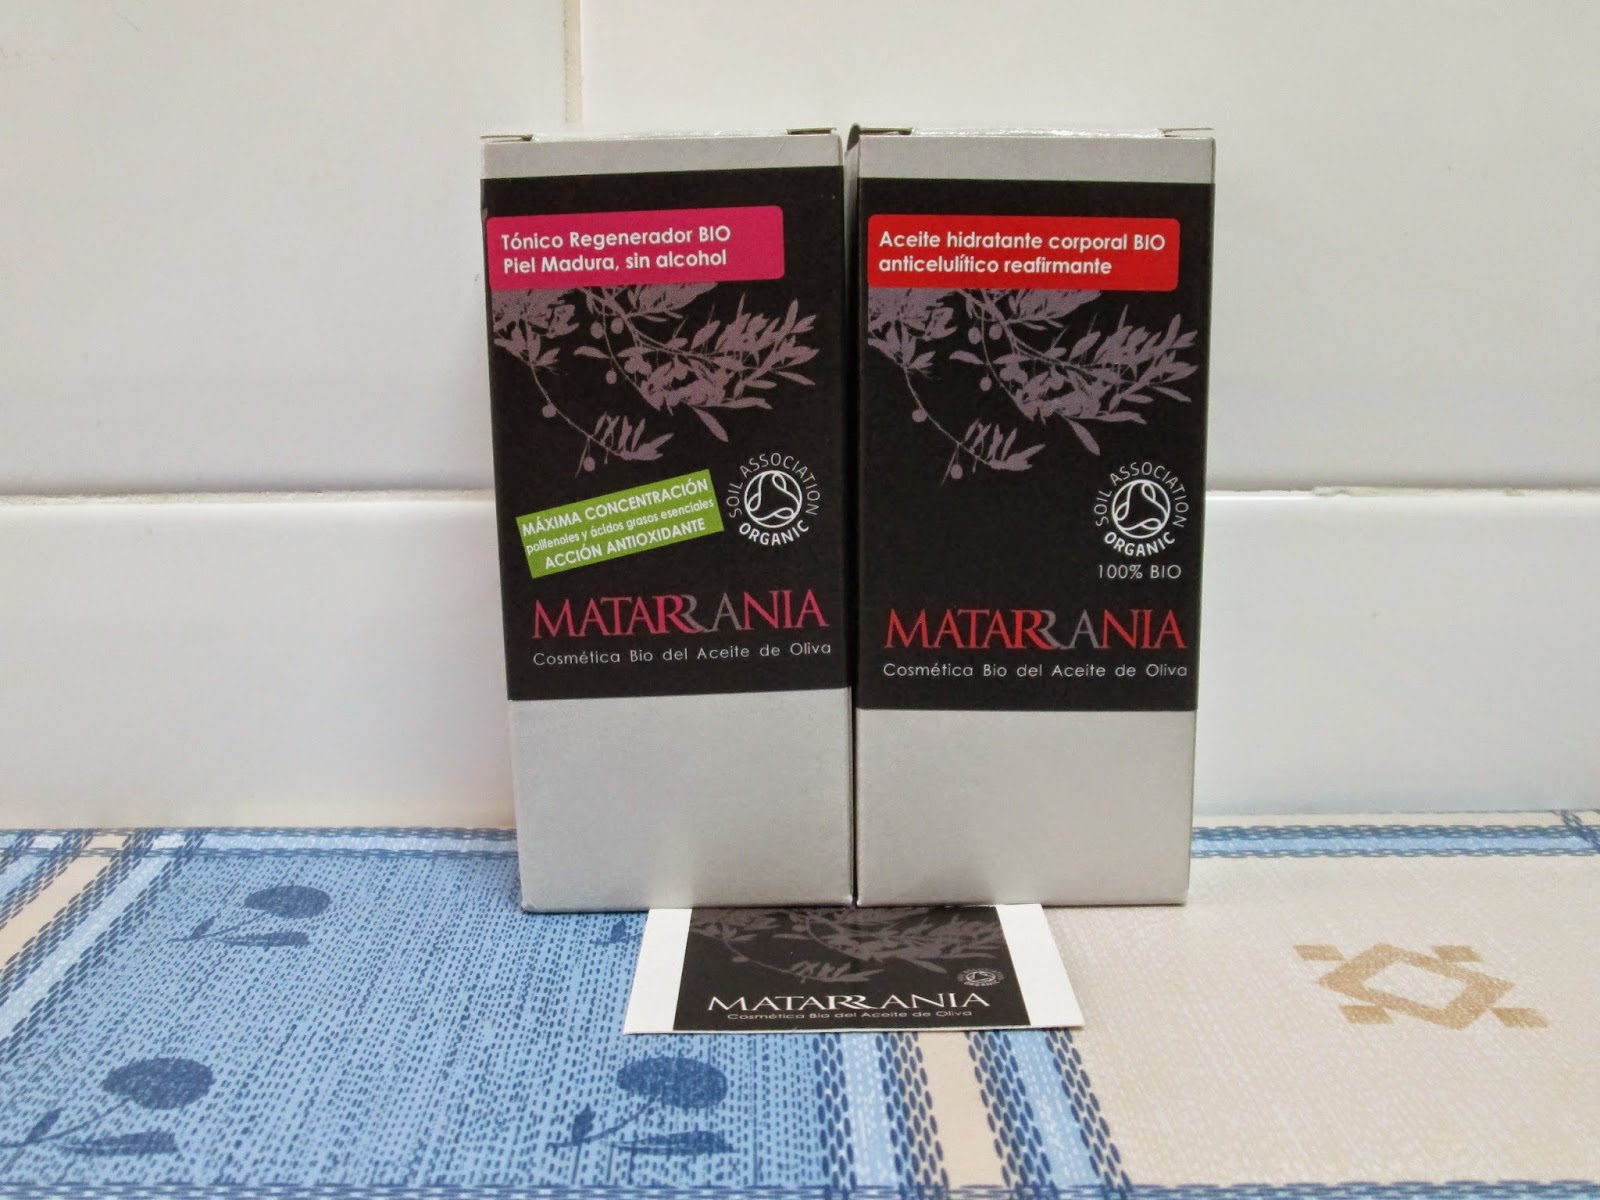 Tónico Regenerador BIO
Piel Madura, sin alcohol
MÁXIMA CONCENTRACIÓN
polifenoles y ácidos grasos esenciales
ACCIÓN ANTIOXIDANTE
SOIL ASSOCIATION
ORGANIC
MATARRANIA
Cosmética Bio del Aceite de Oliva
Aceite hidratante corporal BIO
anticelulítico reafirmante
SOIL ASSOCIATION
ORGANIC
100% BIO
MATARRANIA
Cosmética Bio del Aceite de Oliva
MATARRANIA
Cosmética Bio del Aceite de Oliva